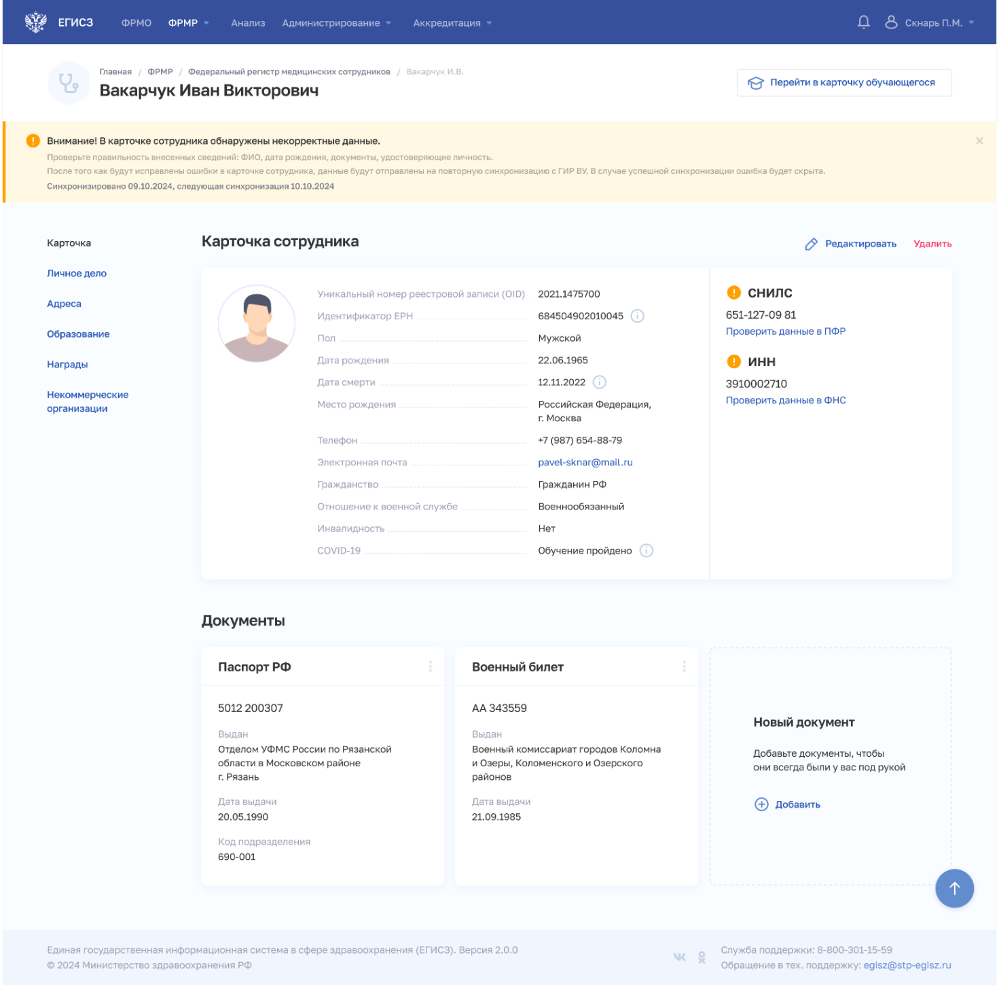 ЕГИСЗ ФРМО ФРМР Анализ Администрирование Аккредитация Скнарь П.М.
Главная / ФРМР / Федеральный регистр медицинских сотрудников / Вакарчук И.В.
Вакарчук Иван Викторович
Перейти в карточку обучающегося
Внимание! В карточке сотрудника обнаружены некорректные данные.
Проверьте правильность внесенных сведений: ФИО, дата рождения, документы, удостоверяющие личность.
После того как будут исправлены ошибки в карточке сотрудника, данные будут отправлены на повторную синхронизацию с ГИР ВУ. В случае успешной синхронизации ошибка будет скрыта.
Синхронизировано 09.10.2024, следующая синхронизация 10.10.2024
Карточка
Личное дело
Адреса
Образование
Награды
Некоммерческие
организации
Карточка сотрудника
Редактировать Удалить
Уникальный номер реестровой записи (OID) 2021.1475700
Идентификатор ЕРН 684504902010045
Пол Мужской
Дата рождения 22.06.1965
Дата смерти 12.11.2022
Место рождения Российская Федерация,
г. Москва
Телефон +7 (987) 654-88-79
Электронная почта pavel-sknar@mail.ru
Гражданство Гражданин РФ
Отношение к военной службе Военнообязанный
Инвалидность Нет
COVID-19 Обучение пройдено
СНИЛС
651-127-09 81
Проверить данные в ПФР
ИНН
3910002710
Проверить данные в ФНС
Документы
Паспорт РФ
5012 200307
Выдан
Отделом УФМС России по Рязанской
области в Московском районе
г. Рязань
Дата выдачи
20.05.1990
Код подразделения
690-001
Военный билет
АА 343559
Выдан
Военный комиссариат городов Коломна
и Озеры, Коломенского и Озерского
районов
Дата выдачи
21.09.1985
Новый документ
Добавьте документы, чтобы
они всегда были у вас под рукой
Добавить
Единая государственная информационная система в сфере здравоохранения (ЕГИСЗ). Версия 2.0.0
© 2024 Министерство здравоохранения РФ
Служба поддержки: 8-800-301-15-59
Обращение в тех. поддержку: egisz@stp-egisz.ru